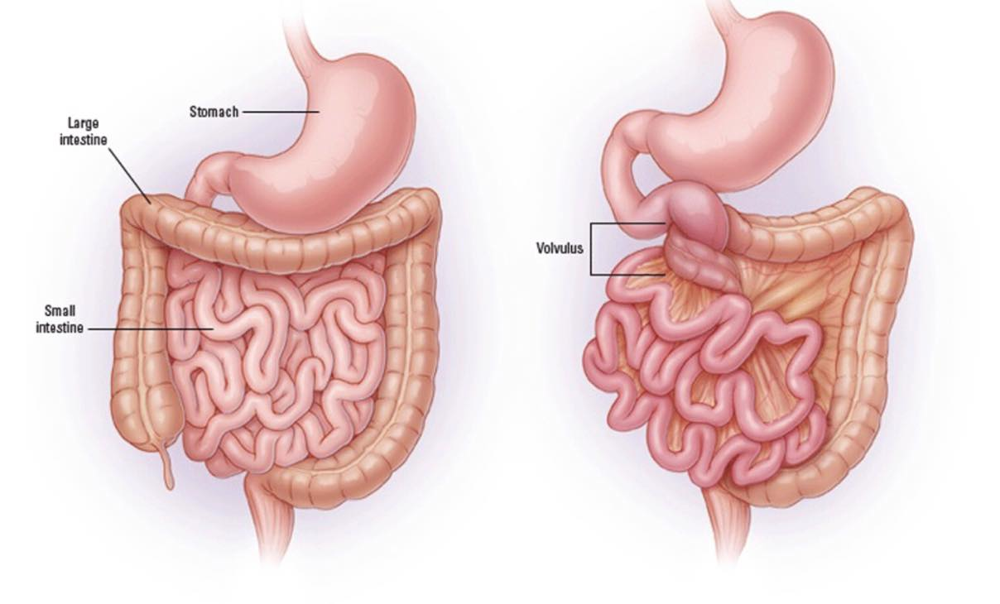 Stomach
Large
intestine
Small
intestine
Volvulus